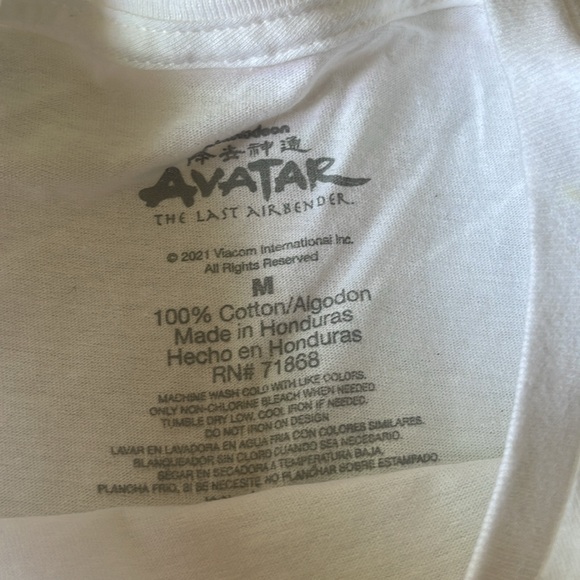 降去神通
AVATAR
THE LAST AIRBENDER.
© 2021 Viacom International Inc.
All Rights Reserved
M
100% Cotton/Algodon
Made in Honduras
Hecho en Honduras
RN# 71868
MACHINE WASH COLD WITH LIKE COLORS.
ONLY NON-CHLORINE BLEACH WHEN NEEDED.
TUMBLE DRY LOW. COOL IRON IF NEEDED.
DO NOT IRON ON DESIGN
LAVAR EN LAVADORA EN AGUA FRIA CON COLORES SIMILARES.
BLANQUEADOR SIN CLORO CUANDO SEA NECESARIO.
SEGAR EN SECADORA A TEMPERATURA BAJA.
PLANCHA FRIO, SI SE NECESITE NO PLANCHAR SOBRE ESTAMPADO.